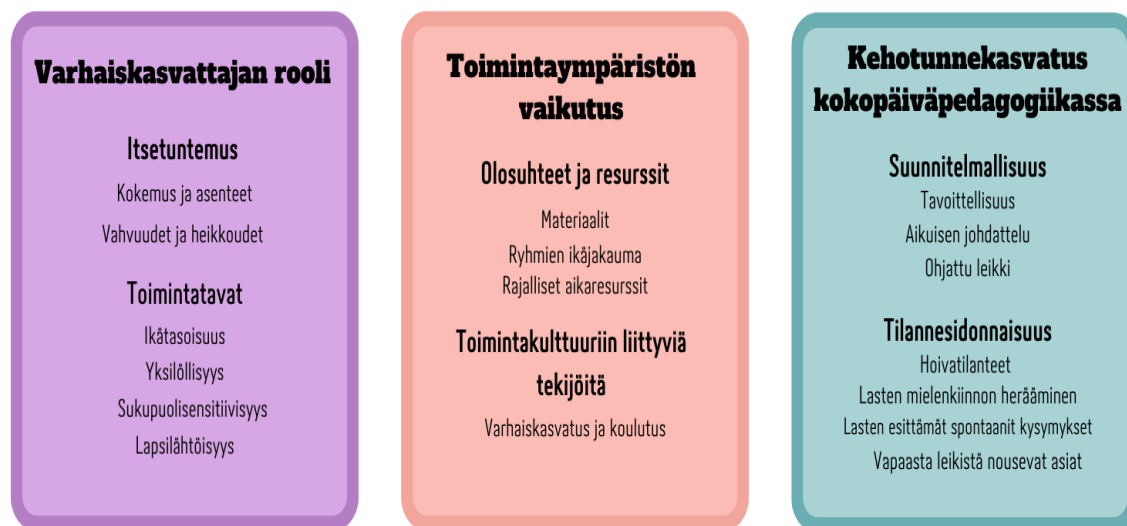 Varhaiskasvattajan rooli
Itsetuntemus
Kokemus ja asenteet
Vahvuudet ja heikkoudet
Toimintatavat
Ikätasoisuus
Yksilöllisyys
Sukupuolisensitiivisyys
Lapsilähtöisyys
Toimintaympäristön
vaikutus
Olosuhteet ja resurssit
Materiaalit
Ryhmien ikäjakauma
Rajalliset aikaresurssit
Toimintakulttuuriin liittyviä
tekijöitä
Varhaiskasvatus ja koulutus
Kehotunnekasvatus
kokopäiväpedagogiikassa
Suunnitelmallisuus
Tavoittellisuus
Aikuisen johdattelu
Ohjattu leikki
Tilannesidonnaisuus
Hoivatilanteet
Lasten mielenkiinnon herääminen
Lasten esittämät spontaanit kysymykset
Vapaasta leikistä nousevat asiat